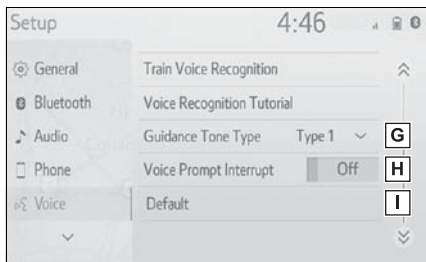 Setup 4:46
General Train Voice Recognition
Bluetooth Voice Recognition Tutorial
Audio Guidance Tone Type Type 1 G
Phone Voice Prompt Interrupt Off H
Voice Default I